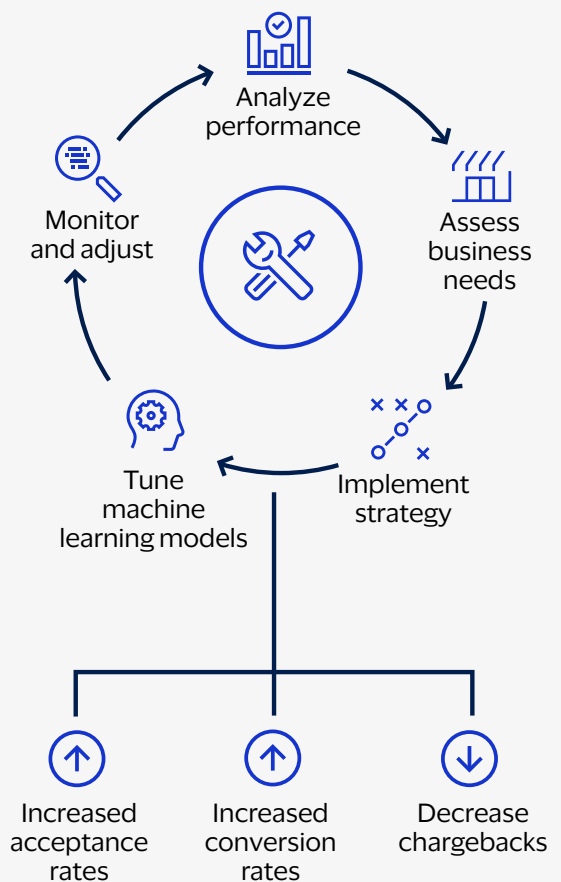 Analyze
performance
Assess
business
needs
Implement
strategy
Tune
machine
learning models
Monitor
and adjust
Increased
acceptance
rates
Increased
conversion
rates
Decrease
chargebacks